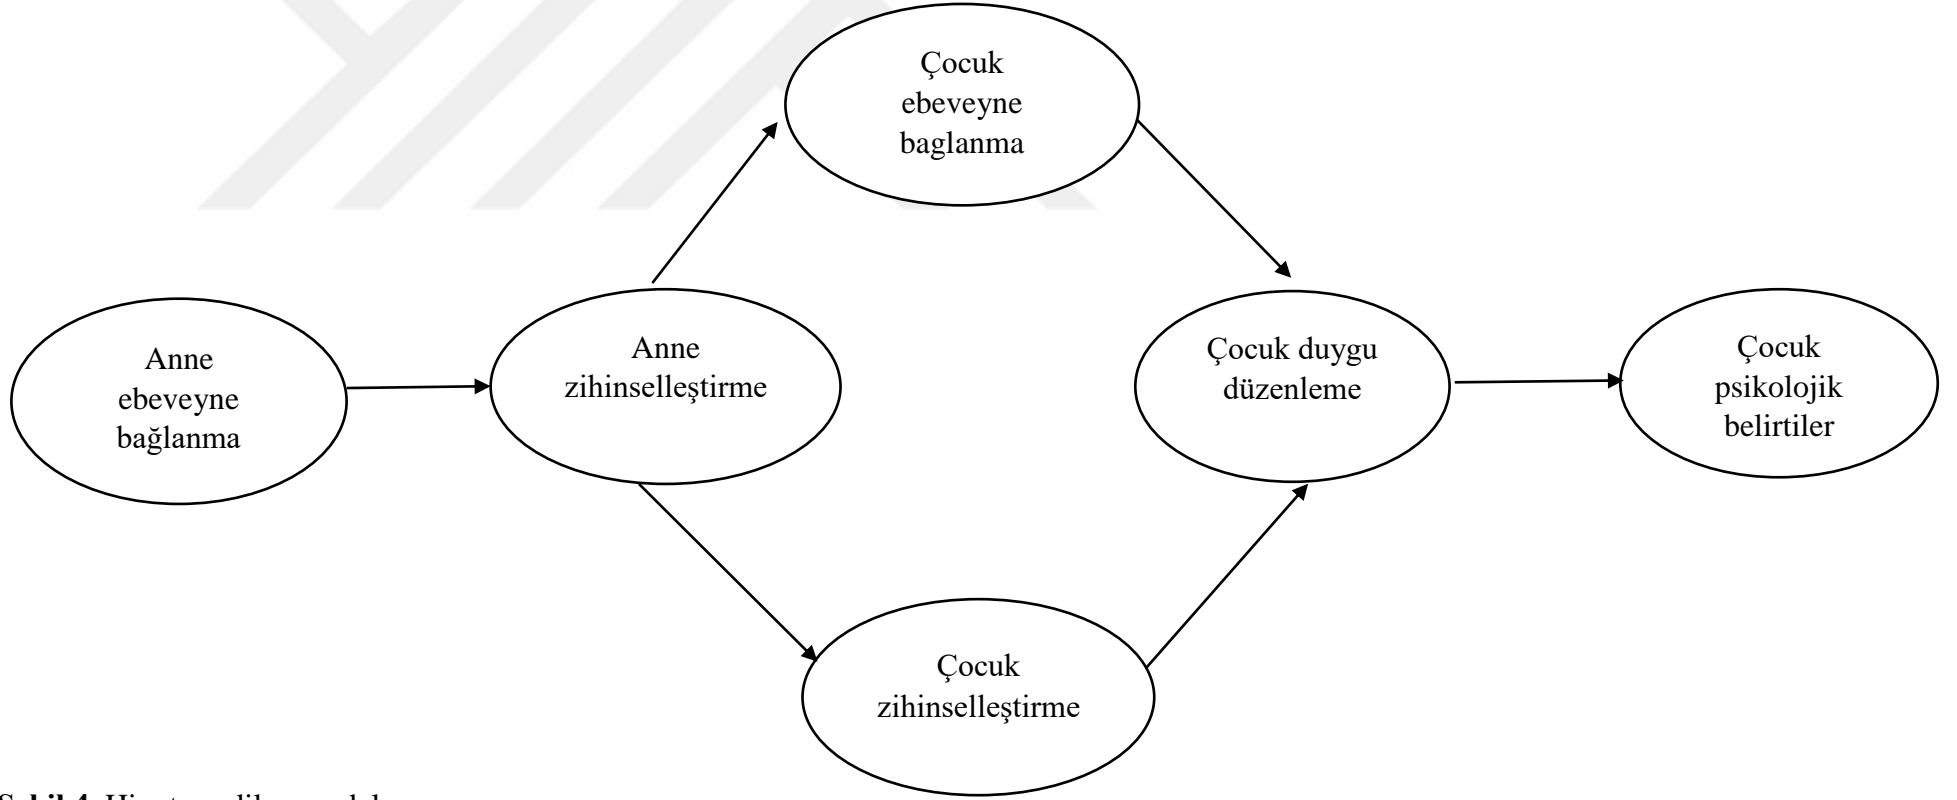 Çocuk
ebeveyne
baglanma
Anne
ebeveyne
bağlanma
Anne
zihinselleştirme
Çocuk duygu
düzenleme
Çocuk
psikolojik
belirtiler
Çocuk
zihinselleştirme